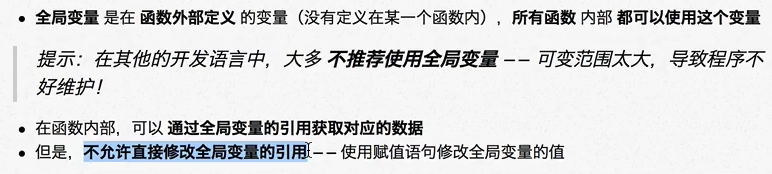 • 全局变量 是在 函数外部定义 的变量（没有定义在某一个函数内），所有函数 内部 都可以使用这个变量
提示：在其他的开发语言中，大多 不推荐使用全局变量 —— 可变范围太大，导致程序不
好维护！
• 在函数内部，可以 通过全局变量的引用获取对应的数据
• 但是，不允许直接修改全局变量的引用 —— 使用赋值语句修改全局变量的值